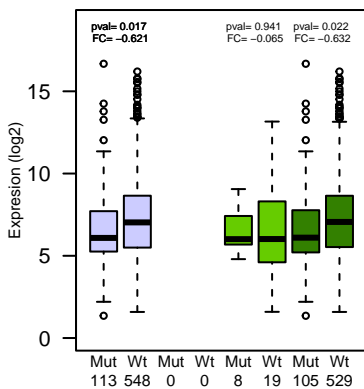 pval= 0.017 pval= 0.941 pval= 0.022
FC= −0.621 FC= −0.065 FC= −0.632
Expresion (log2)
15
10
5
0
Mut Wt Mut Wt Mut Wt Mut Wt
113 548 0 0 8 19 105 529